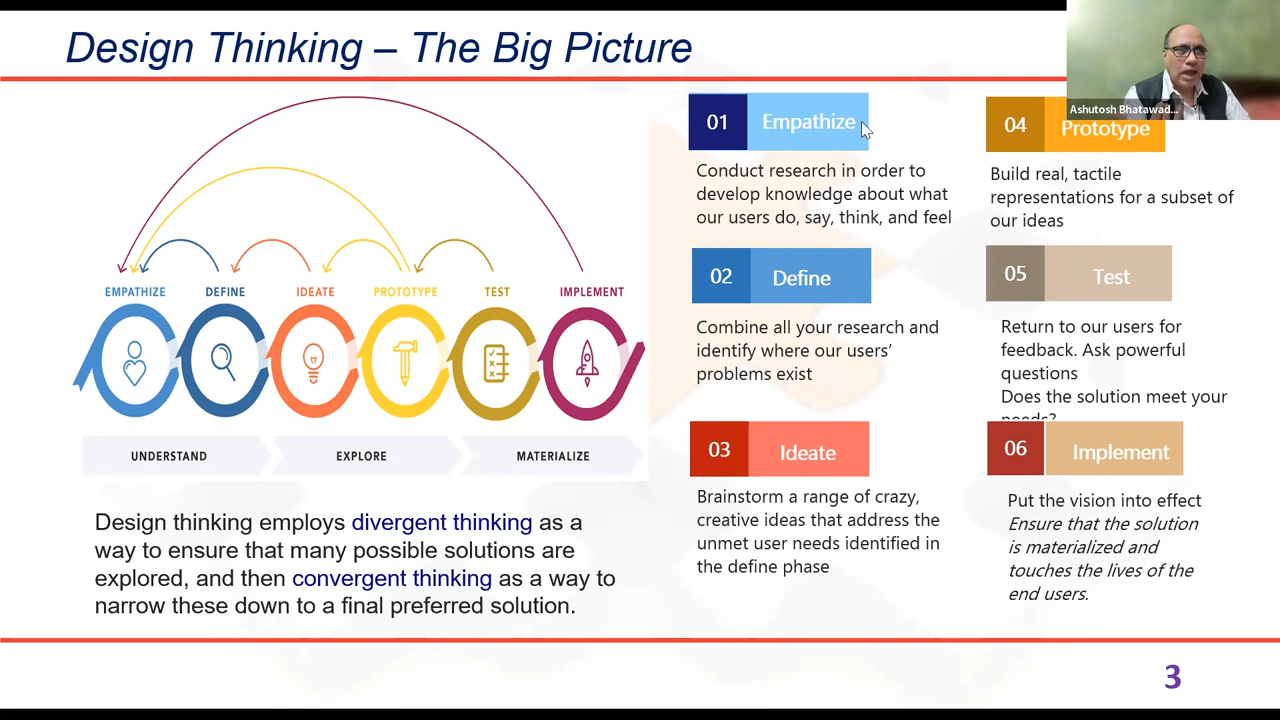 Design Thinking – The Big Picture
Ashutosh Bhatawad...
EMPATHIZE DEFINE IDEATE PROTOTYPE TEST IMPLEMENT
UNDERSTAND EXPLORE MATERIALIZE
Design thinking employs divergent thinking as a
way to ensure that many possible solutions are
explored, and then convergent thinking as a way to
narrow these down to a final preferred solution.
01 Empathize
Conduct research in order to
develop knowledge about what
our users do, say, think, and feel
02 Define
Combine all your research and
identify where our users’
problems exist
03 Ideate
Brainstorm a range of crazy,
creative ideas that address the
unmet user needs identified in
the define phase
04 Prototype
Build real, tactile
representations for a subset of
our ideas
05 Test
Return to our users for
feedback. Ask powerful
questions
Does the solution meet your
needs?
06 Implement
Put the vision into effect
Ensure that the solution
is materialized and
touches the lives of the
end users.
3